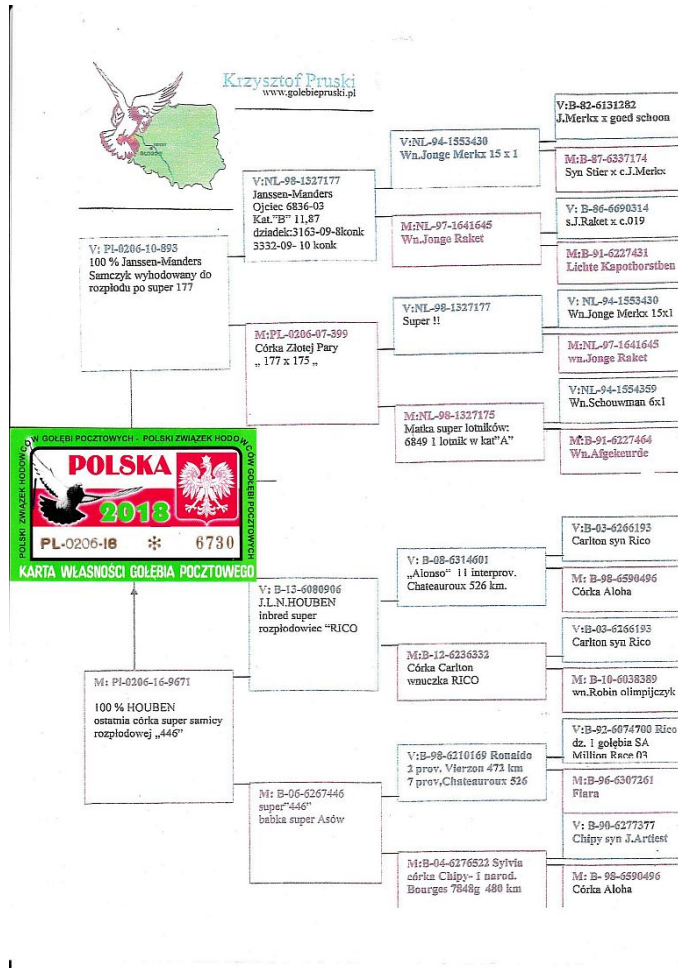 Krzysztof Pruski
www.golebiepruski.pl
V: Pl-0206-10-893
100 % Janssen-Manders
Samczyk wyhodowany do
rozpłodu po super 177
V:NL-98-1327177
Janssen-Manders
Ojciec 6836-03
Kat."B" 11,87
dziadek:3163-09-8konk
3332-09- 10 konk
M:PL-0206-07-399
Córka Złotej Pary
„ 177 x 175 „
V:NL-94-1553430
Wn.Jonge Merkx 15 x 1
M:NL-97-1641645
Wn.Jonge Raket
V:NL-98-1327177
Super !!
M:NL-98-1327175
Matka super lotników:
6849 1 lotnik w kat"A"
V:B-82-6131282
J.Merkx x goed schoon
M:B-87-6337174
Syn Stier x c.J.Merkx
V: B-86-6690314
s.J.Raket x c.019
M:B-91-6227431
Lichte Kapotborstben
V: NL-94-1553430
Wn.Jonge Merkx 15x1
M:NL-97-1641645
wn.Jonge Raket
V:NL-94-1554359
Wn.Schouwman 6x1
M:B-91-6227464
Wn.Afgekeurde
POLSKI ZWIĄZEK HODOWCÓW GOŁĘBI POCZTOWYCH - POLSKI ZWIĄZEK HODOWCÓW GOŁĘBI POCZTOWYCH
POLSKA
2018
PL-0206-18 * 6730
KARTA WŁASNOŚCI GOŁĘBIA POCZTOWEGO
M: Pl-0206-16-9671
100 % HOUBEN
ostatnia córka super samicy
rozpłodowej „446"
V: B-13-6080906
J.L.N.HOUBEN
inbred super
rozpłodowiec "RICO
M: B-06-6267446
super"446"
babka super Asów
V: B-08-6314601
„Alonso" 11 interprov.
Chateauroux 526 km.
M:B-12-6236332
Córka Carlton
wnuczka RICO
V:B-98-6210169 Ronaldo
2 prov. Vierzon 472 km
7 prov,Chateauroux 526
M:B-04-6276522 Sylvia
córka Chipy- 1 narod.
Bourges 7848g 480 km
V:B-03-6266193
Carlton syn Rico
M: B-98-6590496
Córka Aloha
V:B-03-6266193
Carlton syn Rico
M: B-10-6038389
wn.Robin olimpijczyk
V:B-92-6074700 Rico
dz. 1 gołębia SA
Million Race 03
M:B-96-6307261
Fiara
V: B-90-6277377
Chipy syn J.Artiest
M: B- 98-6590496
Córka Aloha